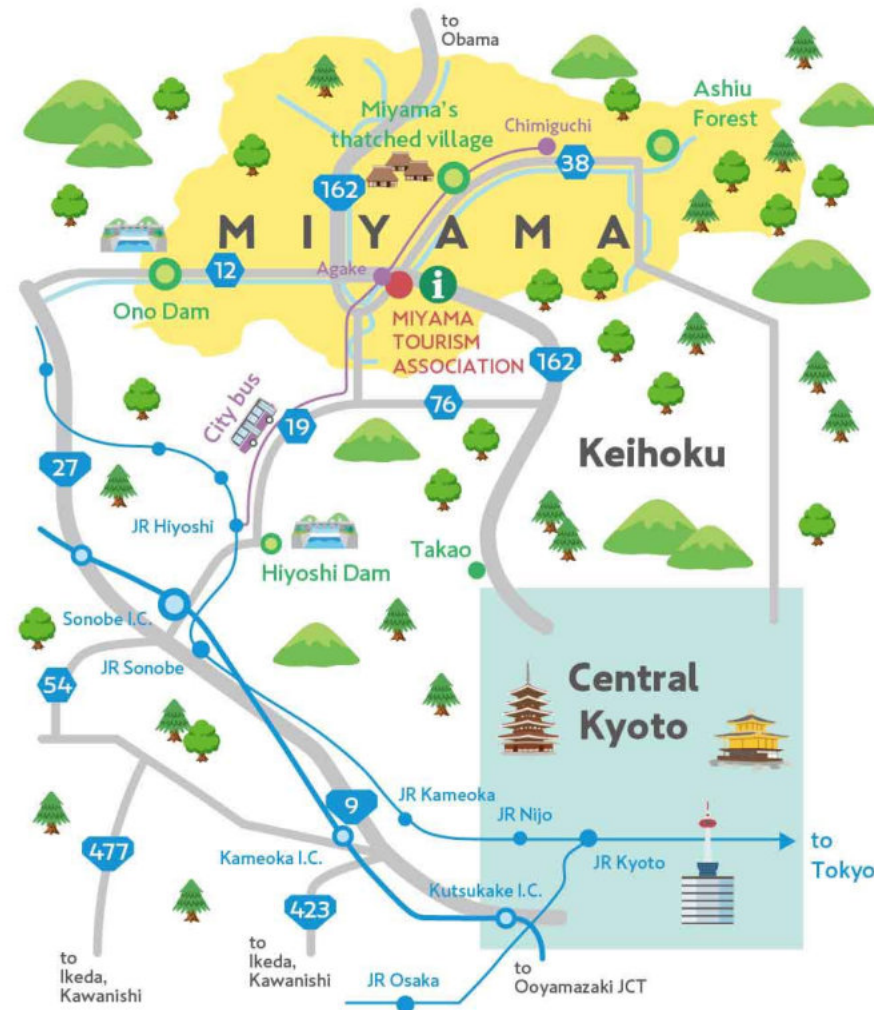 to
Obama
Miyama's
thatched village
Chimiguchi
Ashiu
Forest
38
162
M I Y A M A
12
Agake
i
Ono Dam
MIYAMA
TOURISM
ASSOCIATION
162
City bus
19
76
Keihoku
27
JR Hiyoshi
Hiyoshi Dam
Takao
Sonobe I.C.
JR Sonobe
54
Central
Kyoto
9
JR Kameoka
JR Nijo
477
Kameoka I.C.
JR Kyoto
to
Tokyo
423
Kutsukake I.C.
to
Ikeda,
Kawanishi
to
Ikeda,
Kawanishi
JR Osaka
to
Ooyamazaki JCT